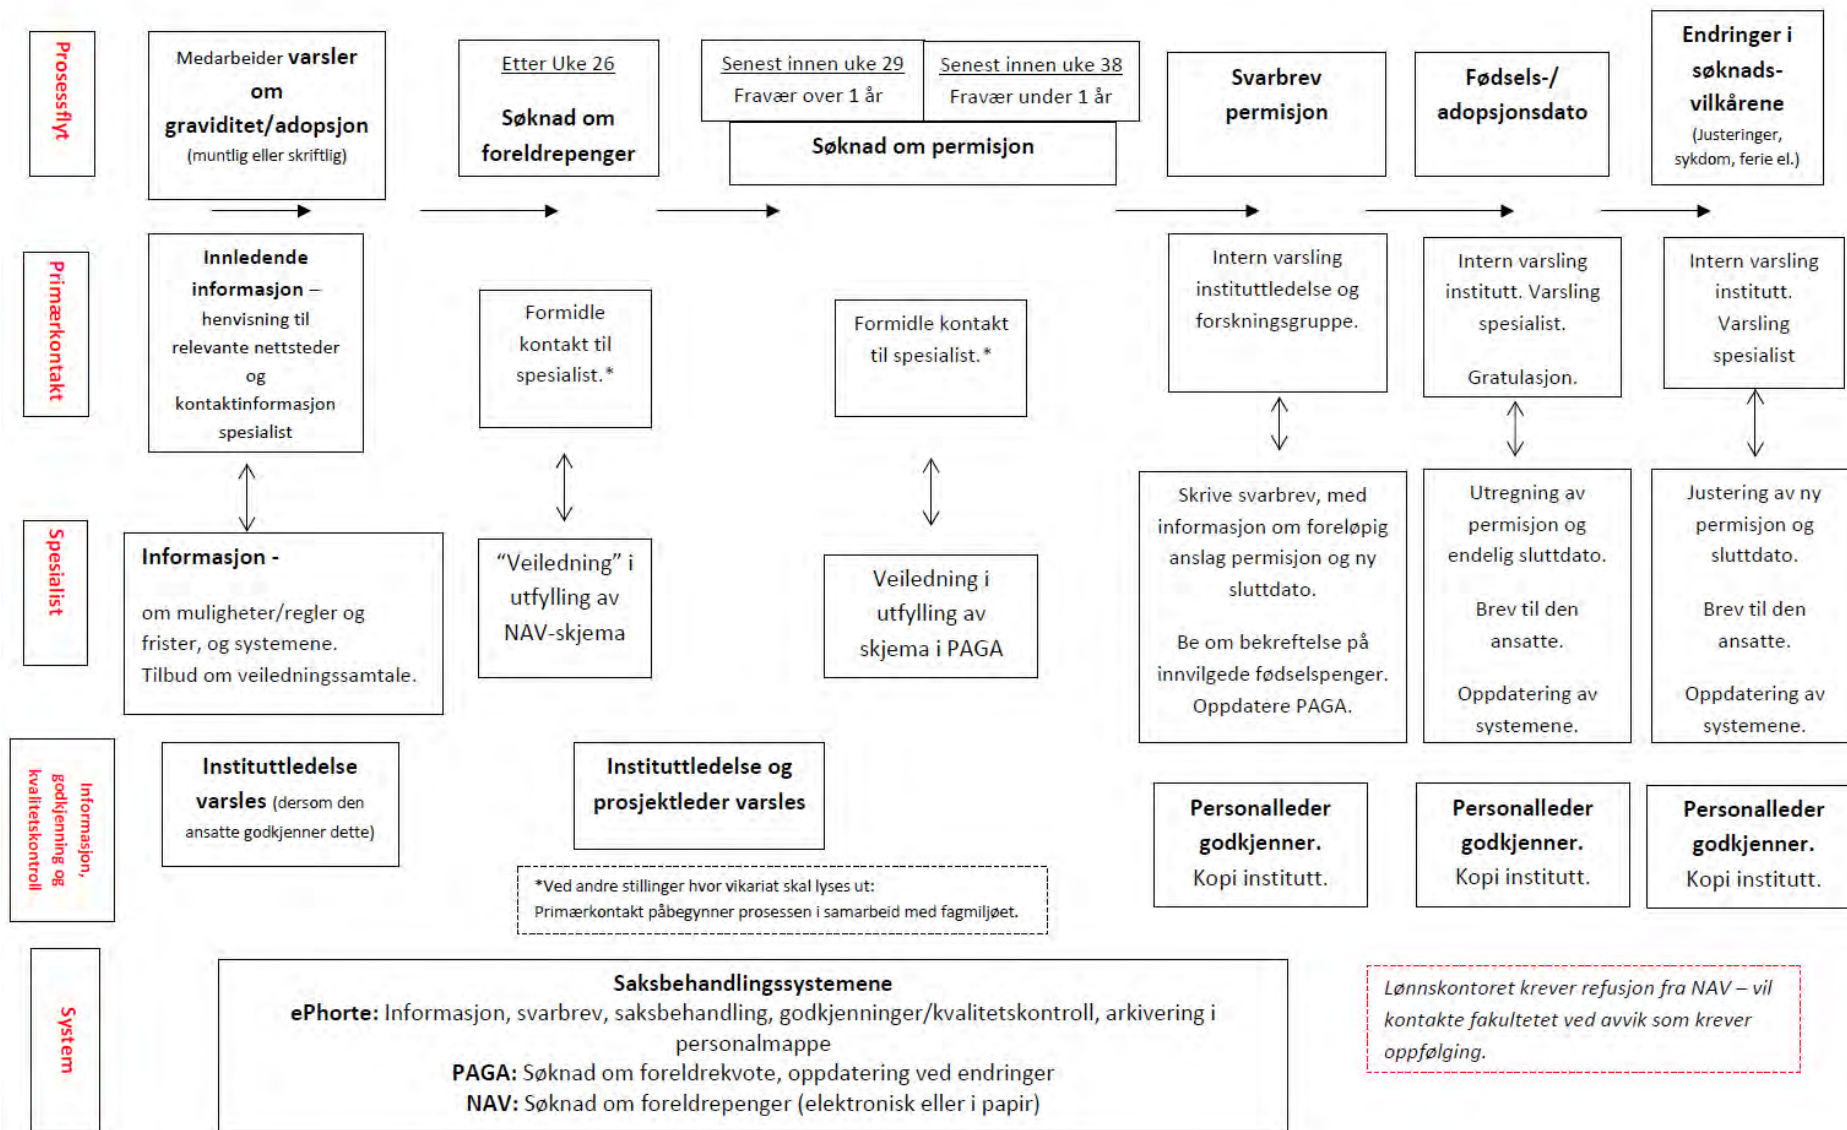 Prosessflyt
Medarbeider varsler
om
graviditet/adopsjon
(muntlig eller skriftlig)
Etter Uke 26
Søknad om
foreldrepenger
Senest innen uke 29
Fravær over 1 år
Senest innen uke 38
Fravær under 1 år
Søknad om permisjon
Svarbrev
permisjon
Fødsels-/
adopsjonsdato
Endringer i
søknads-
vilkårene
(Justeringer,
sykdom, ferie el.)
Primærkontakt
Innledende
informasjon –
henvisning til
relevante nettsteder
og
kontaktinformasjon
spesialist
Formidle
kontakt til
spesialist.*
Formidle kontakt
til spesialist.*
Intern varsling
instituttledelse og
forskningsgruppe.
Intern varsling
institutt. Varsling
spesialist.
Gratulasjon.
Intern varsling
institutt.
Varsling
spesialist
Spesialist
Informasjon -
om muligheter/regler og
frister, og systemene.
Tilbud om veiledningssamtale.
“Veiledning” i
utfylling av
NAV-skjema
Veiledning i
utfylling av
skjema i PAGA
Skrive svarbrev, med
informasjon om foreløpig
anslag permisjon og ny
sluttdato.
Be om bekreftelse på
innvilgede fødselspenger.
Oppdatere PAGA.
Utregning av
permisjon og
endelig sluttdato.
Brev til den
ansatte.
Oppdatering av
systemene.
Justering av ny
permisjon og
sluttdato.
Brev til den
ansatte.
Oppdatering av
systemene.
Informasjon,
godkjenning og
kvalitetskontroll
Instituttledelse
varsles (dersom den
ansatte godkjenner dette)
Instituttledelse og
prosjektleder varsles
Personalleder
godkjenner.
Kopi institutt.
Personalleder
godkjenner.
Kopi institutt.
Personalleder
godkjenner.
Kopi institutt.
*Ved andre stillinger hvor vikariat skal lyses ut:
Primærkontakt påbegynner prosessen i samarbeid med fagmiljøet.
System
Saksbehandlingssystemene
ePhorte: Informasjon, svarbrev, saksbehandling, godkjenninger/kvalitetskontroll, arkivering i
personalmappe
PAGA: Søknad om foreldrekvote, oppdatering ved endringer
NAV: Søknad om foreldrepenger (elektronisk eller i papir)
Lønnskontoret krever refusjon fra NAV – vil
kontakte fakultetet ved avvik som krever
oppfølging.